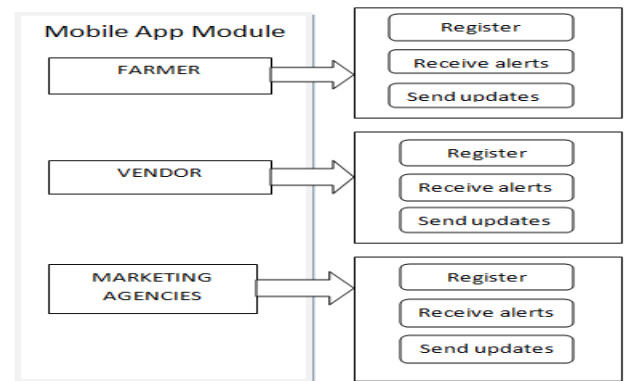 Mobile App Module
FARMER
Register
Receive alerts
Send updates
VENDOR
Register
Receive alerts
Send updates
MARKETING
AGENCIES
Register
Receive alerts
Send updates